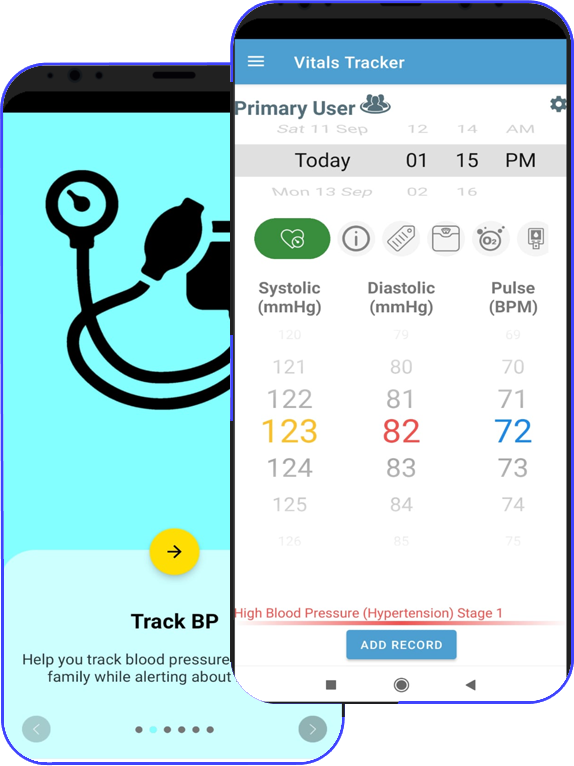 Vitals Tracker
Primary User
Sat 11 Sep 12 14 AM
Today 01 15 PM
Mon 13 Sep 02 16
O2
Systolic (mmHg) Diastolic (mmHg) Pulse (BPM)
120 79 69
121 80 70
122 81 71
123 82 72
124 83 73
125 84 74
126 85 75
High Blood Pressure (Hypertension) Stage 1
ADD RECORD
Track BP
Help you track blood pressure
family while alerting about